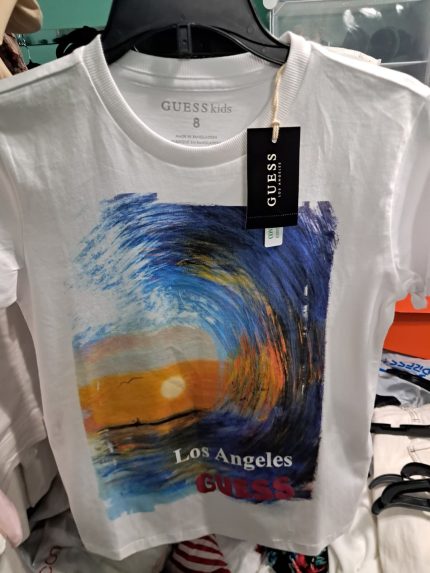 GUESS kids
8
MADE IN BANGLADESH
GUESS
LOS ANGELES
Los Angeles
GUESS